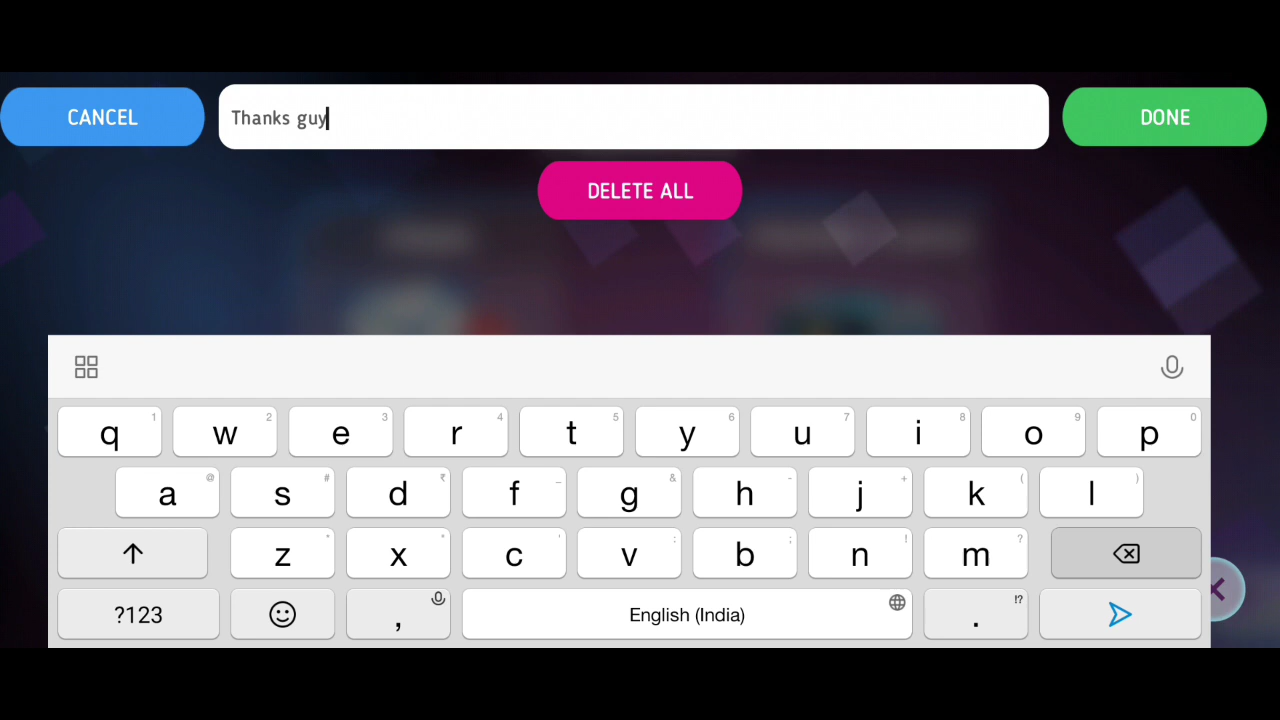 CANCEL Thanks guy DONE
DELETE ALL
q 1 w 2 e 3 r 4 t 5 y 6 u 7 i 8 o 9 p 0
a @ s # d ₹ f _ g & h - j + k ( l )
z * x " c ' v : b ; n ! m ?
?123 , English (India) . !?